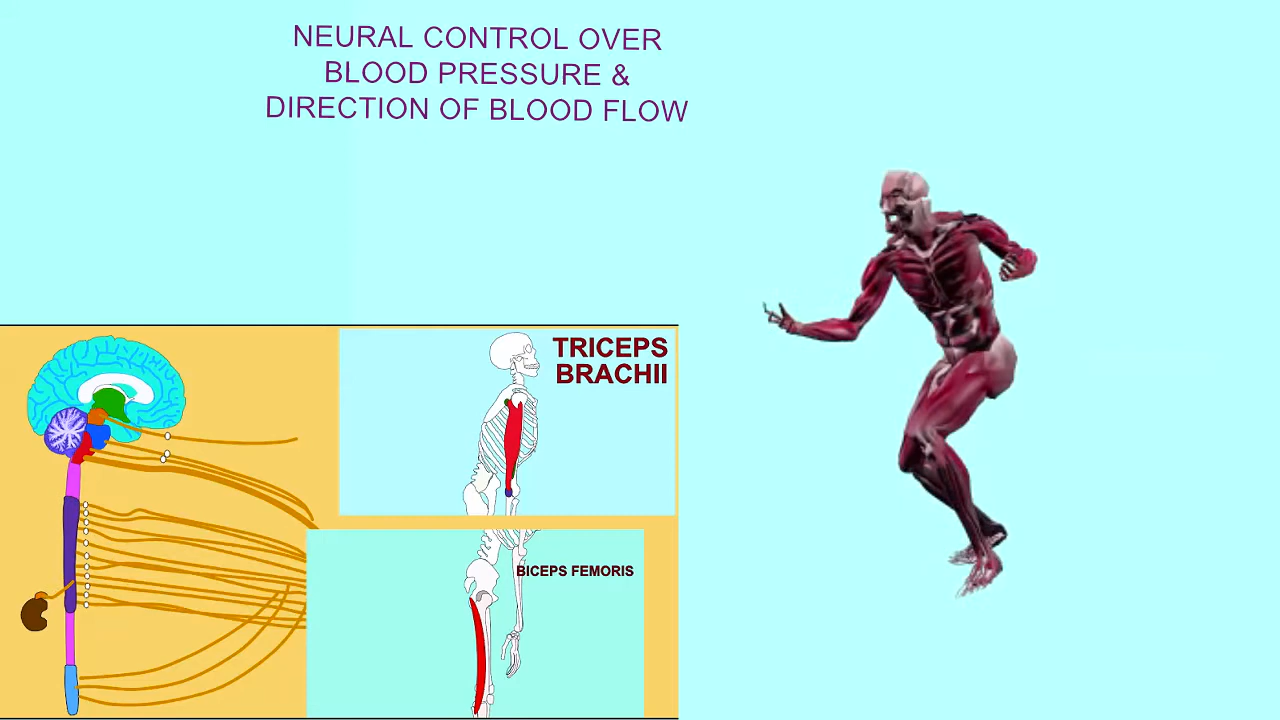 NEURAL CONTROL OVER
BLOOD PRESSURE &
DIRECTION OF BLOOD FLOW
TRICEPS
BRACHII
BICEPS FEMORIS